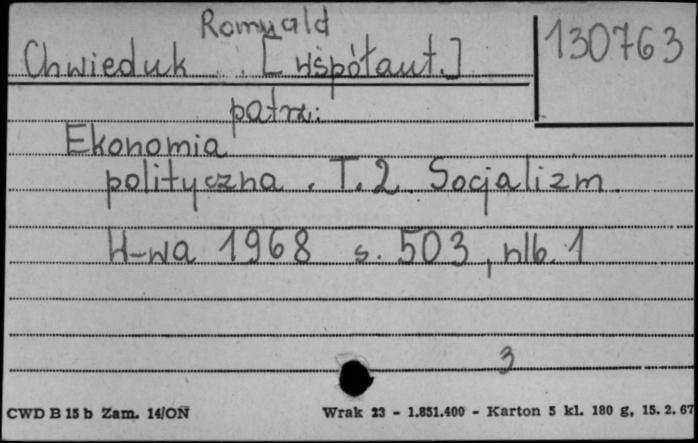 Romuald
Chwieduk [współaut.]
130763
patrz:
Ekonomia
polityczna. T. 2. Socjalizm.
W-wa 1968 s. 503, nlb. 1
3
CWD B 15 b Zam. 14/ON Wrak 23 - 1.851.400 - Karton 5 kl. 180 g, 15. 2. 67